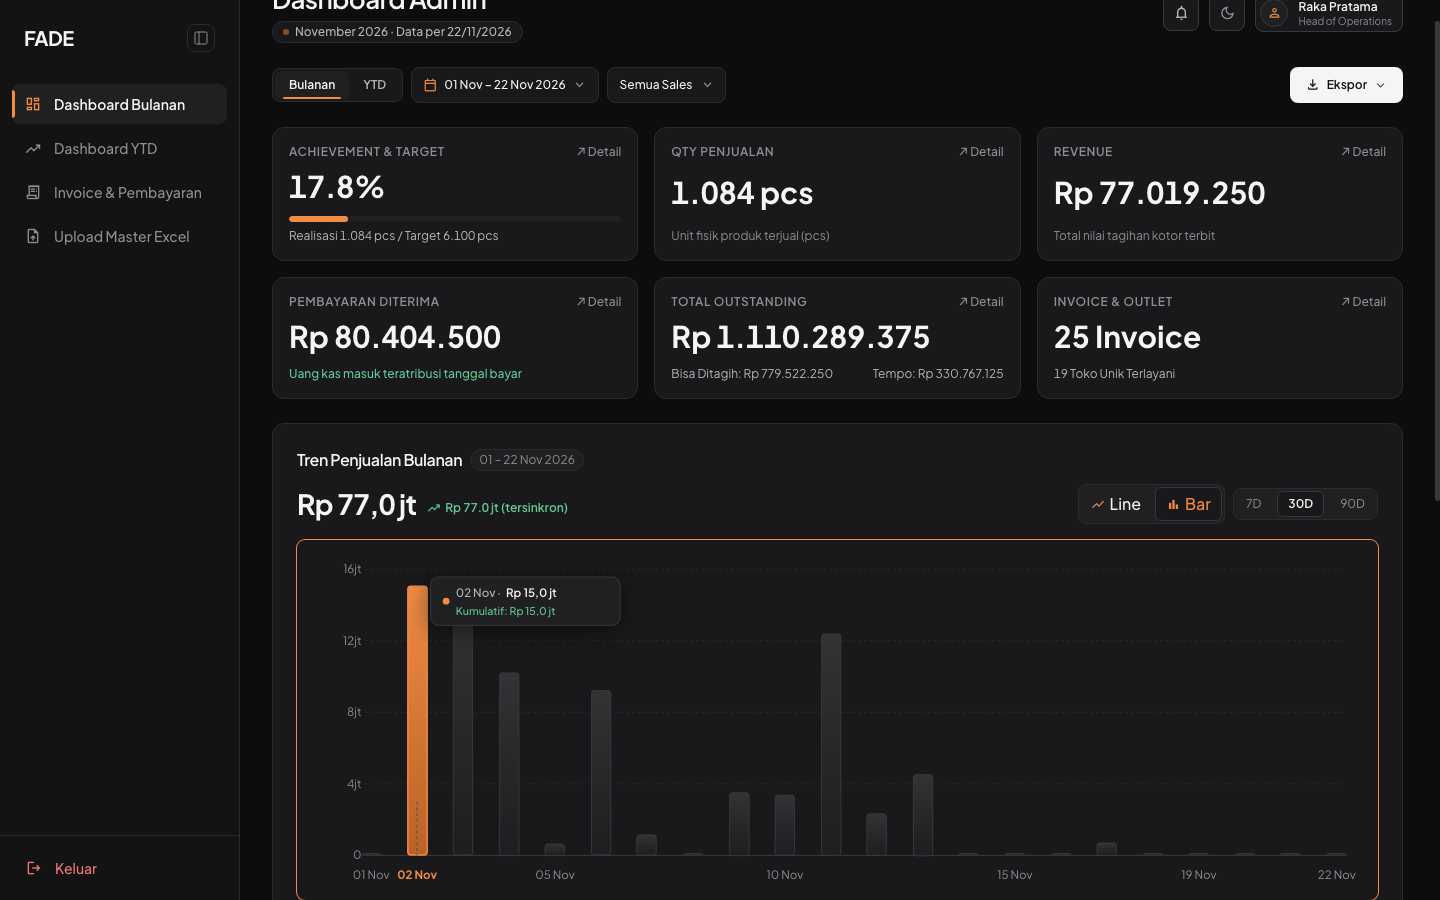 FADE
Dashboard Bulanan
Dashboard YTD
Invoice & Pembayaran
Upload Master Excel
Keluar
Dashboard Admin
November 2026 · Data per 22/11/2026
Raka Pratama
Head of Operations
Bulanan
YTD
01 Nov – 22 Nov 2026
Semua Sales
Ekspor
ACHIEVEMENT & TARGET
Detail
17.8%
Realisasi 1.084 pcs / Target 6.100 pcs
QTY PENJUALAN
Detail
1.084 pcs
Unit fisik produk terjual (pcs)
REVENUE
Detail
Rp 77.019.250
Total nilai tagihan kotor terbit
PEMBAYARAN DITERIMA
Detail
Rp 80.404.500
Uang kas masuk teratribusi tanggal bayar
TOTAL OUTSTANDING
Detail
Rp 1.110.289.375
Bisa Ditagih: Rp 779.522.250
Tempo: Rp 330.767.125
INVOICE & OUTLET
Detail
25 Invoice
19 Toko Unik Terlayani
Tren Penjualan Bulanan
01 – 22 Nov 2026
Rp 77,0 jt
Rp 77.0 jt (tersinkron)
Line
Bar
7D
30D
90D
16jt
12jt
8jt
4jt
0
02 Nov · Rp 15,0 jt
Kumulatif: Rp 15,0 jt
01 Nov
02 Nov
05 Nov
10 Nov
15 Nov
19 Nov
22 Nov